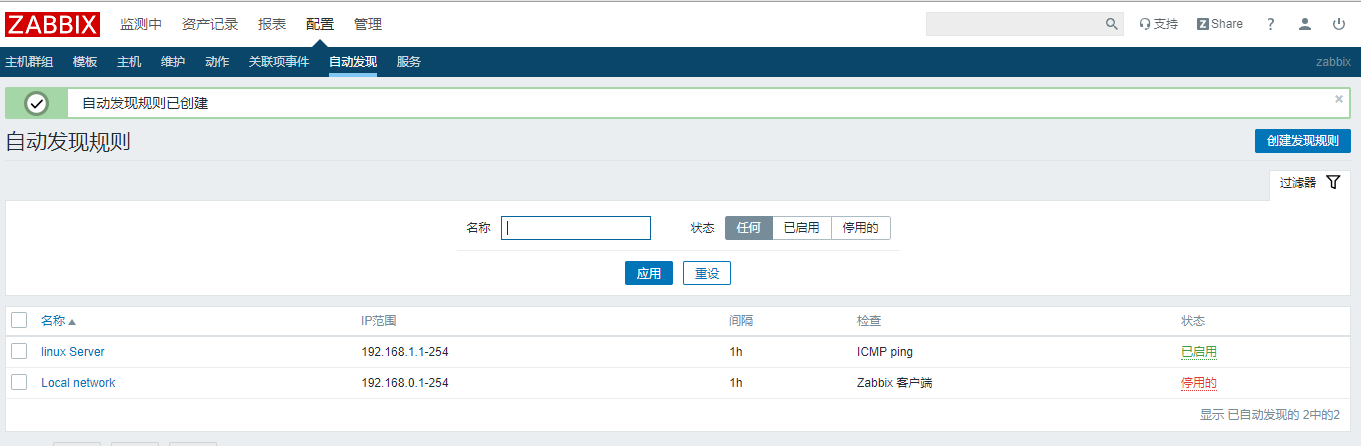 ZABBIX 监测中 资产记录 报表 配置 管理 支持 Z Share ?
主机群组 模板 主机 维护 动作 关联项事件 自动发现 服务 zabbix
自动发现规则已创建 ×
自动发现规则 创建发现规则
过滤器
名称 状态 任何 已启用 停用的
应用 重设
名称 IP范围 间隔 检查 状态
linux Server 192.168.1.1-254 1h ICMP ping 已启用
Local network 192.168.0.1-254 1h Zabbix 客户端 停用的
显示 已自动发现的 2中的2